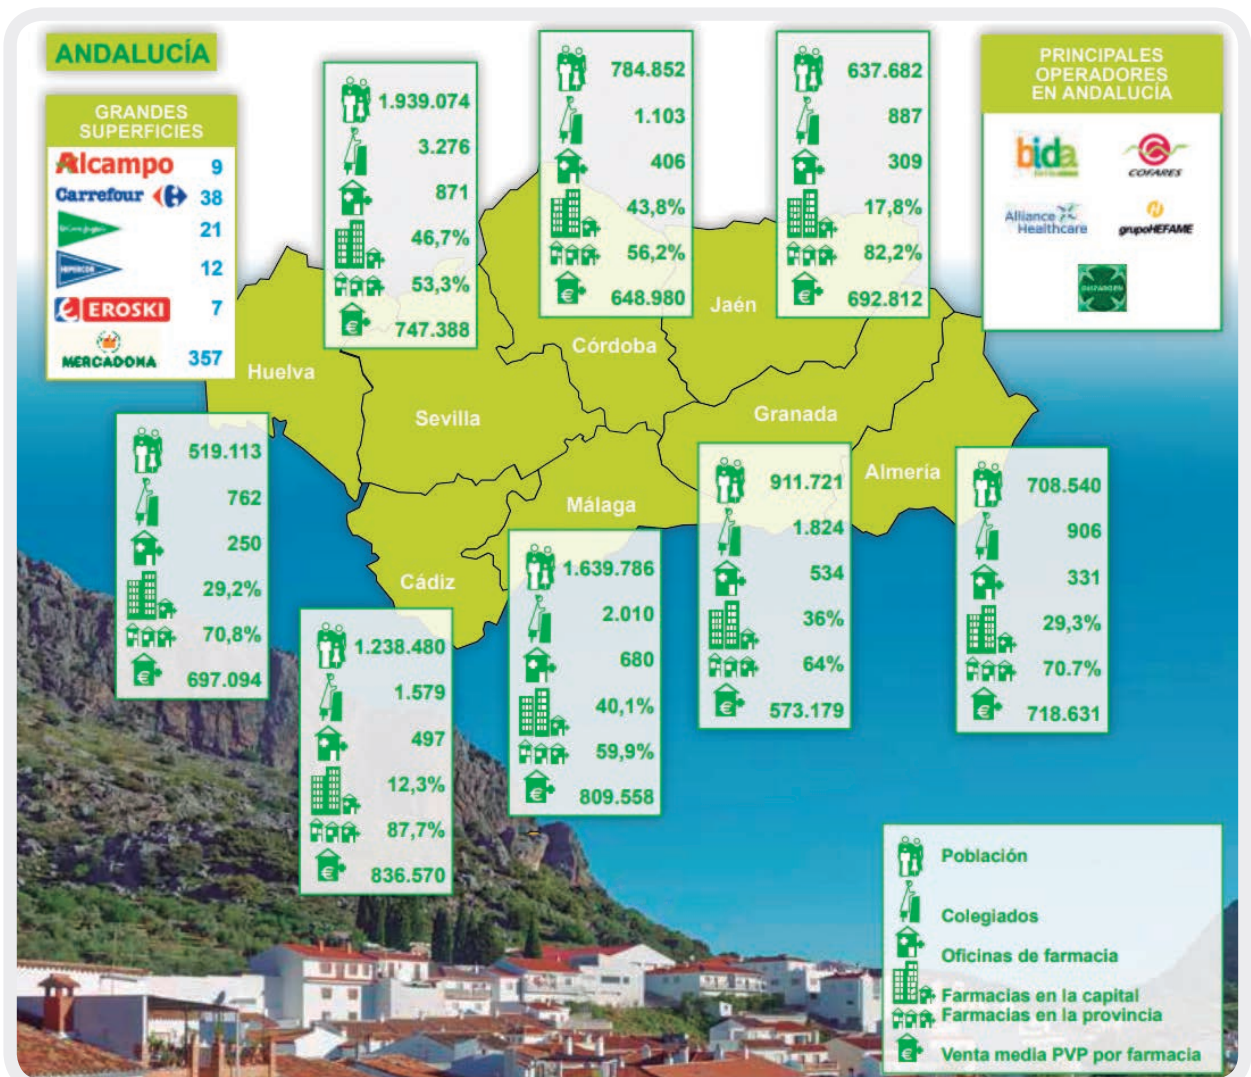 ANDALUCÍA
GRANDES
SUPERFICIES
Alcampo 9
Carrefour 38
El Corte Inglés 21
HIPERCOR 12
EROSKI 7
MERCADONA 357
1.939.074
3.276
871
46,7%
53,3%
747.388
784.852
1.103
406
43,8%
56,2%
648.980
637.682
887
309
17,8%
82,2%
692.812
PRINCIPALES
OPERADORES
EN ANDALUCÍA
bida
COFARES
Alliance
Healthcare
grupoHEFAME
Huelva
Sevilla
Córdoba
Jaén
Granada
Almería
Málaga
Cádiz
519.113
762
250
29,2%
70,8%
697.094
1.238.480
1.579
497
12,3%
87,7%
836.570
1.639.786
2.010
680
40,1%
59,9%
809.558
911.721
1.824
534
36%
64%
573.179
708.540
906
331
29,3%
70.7%
718.631
Población
Colegiados
Oficinas de farmacia
Farmacias en la capital
Farmacias en la provincia
Venta media PVP por farmacia